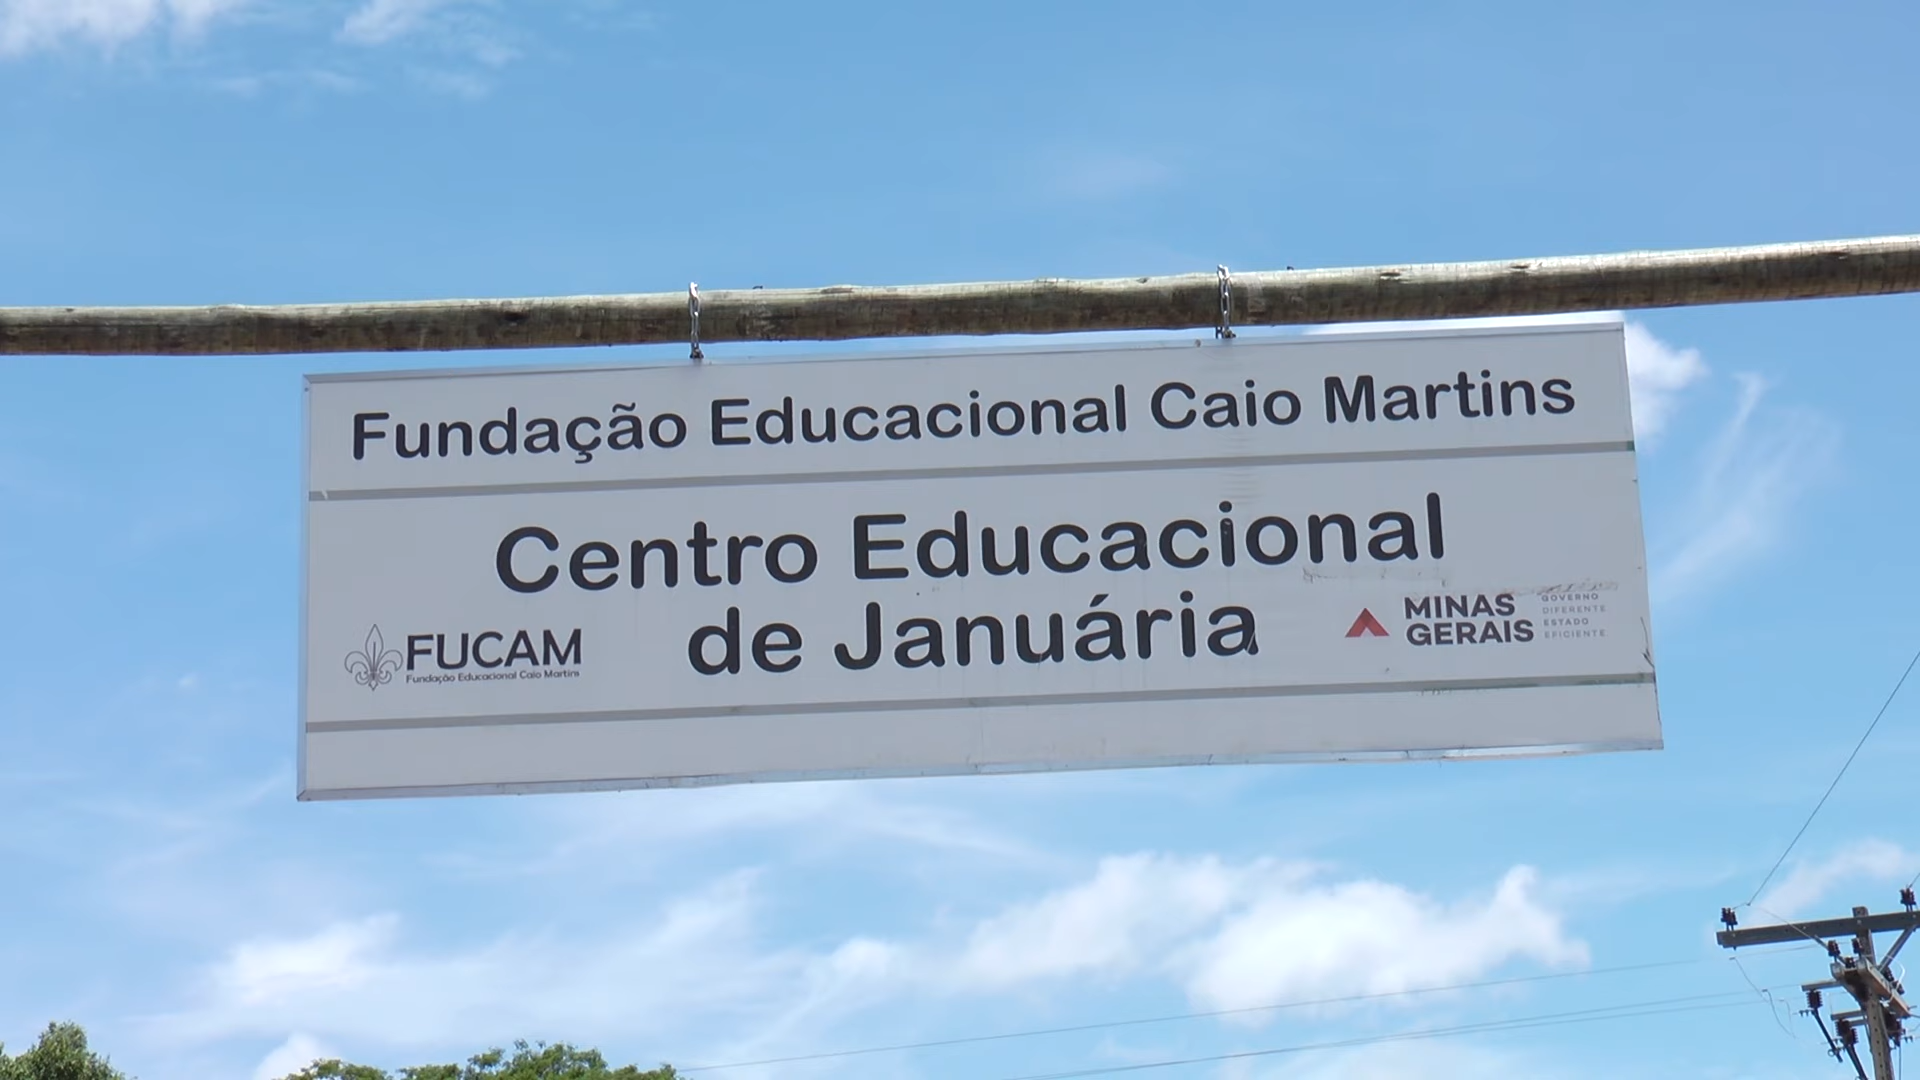 Fundação Educacional Caio Martins
Centro Educacional
de Januária
FUCAM
Fundação Educacional Caio Martins
MINAS
GERAIS
GOVERNO
DIFERENTE
ESTADO
EFICIENTE